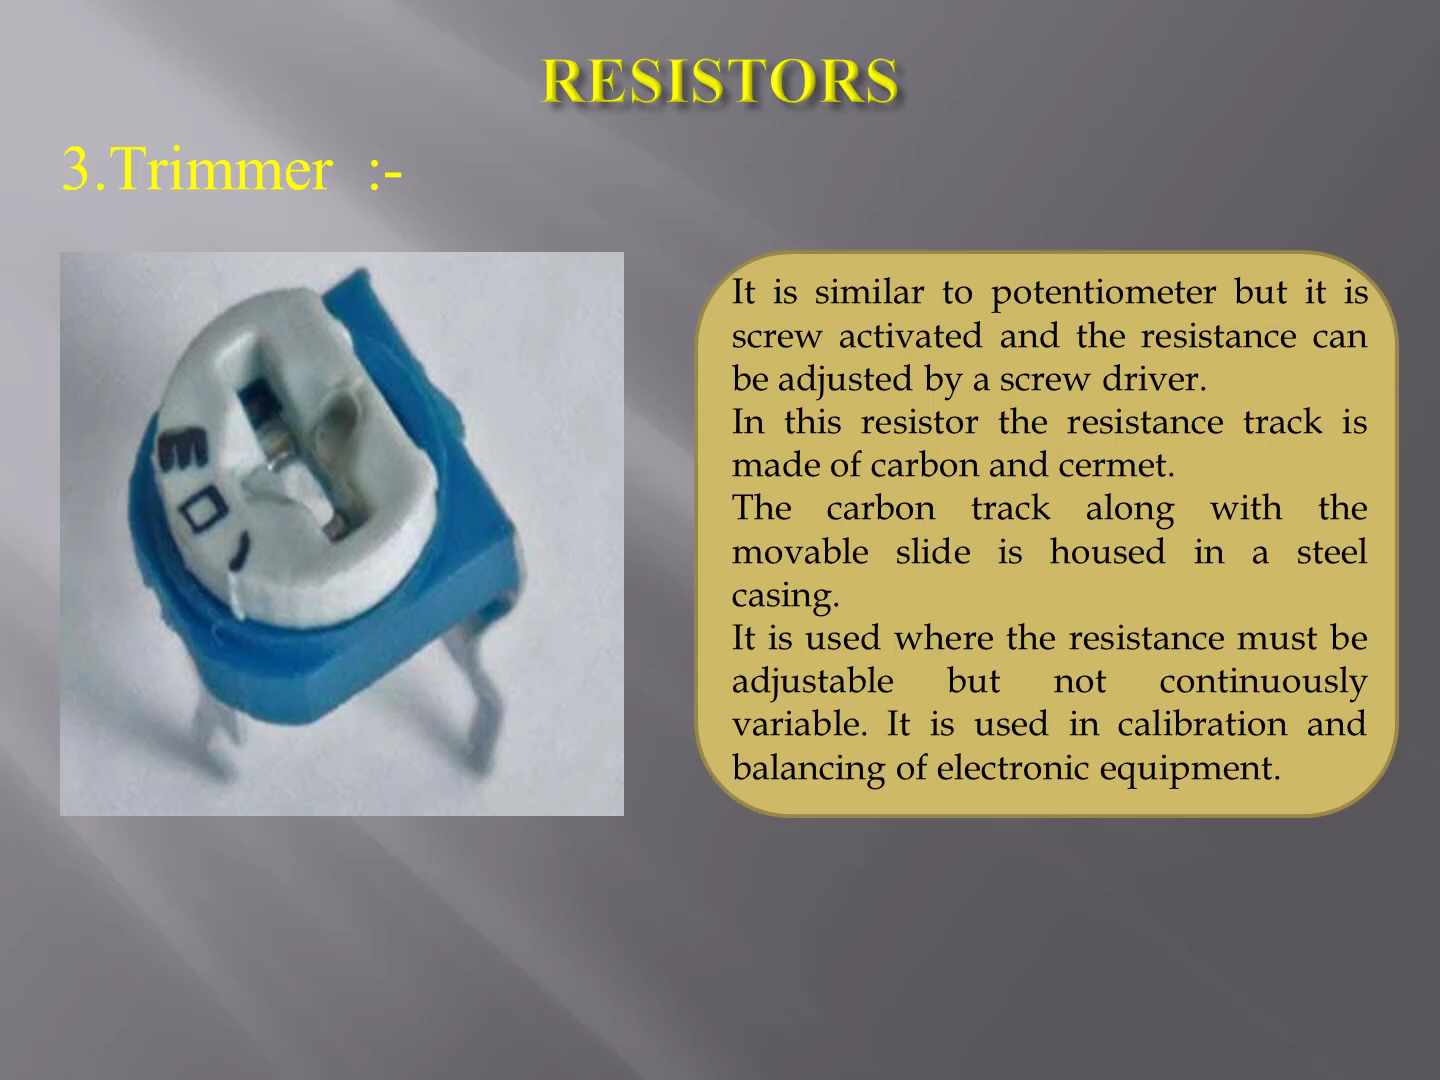 RESISTORS
3.Trimmer :-
It is similar to potentiometer but it is
screw activated and the resistance can
be adjusted by a screw driver.
In this resistor the resistance track is
made of carbon and cermet.
The carbon track along with the
movable slide is housed in a steel
casing.
It is used where the resistance must be
adjustable but not continuously
variable. It is used in calibration and
balancing of electronic equipment.